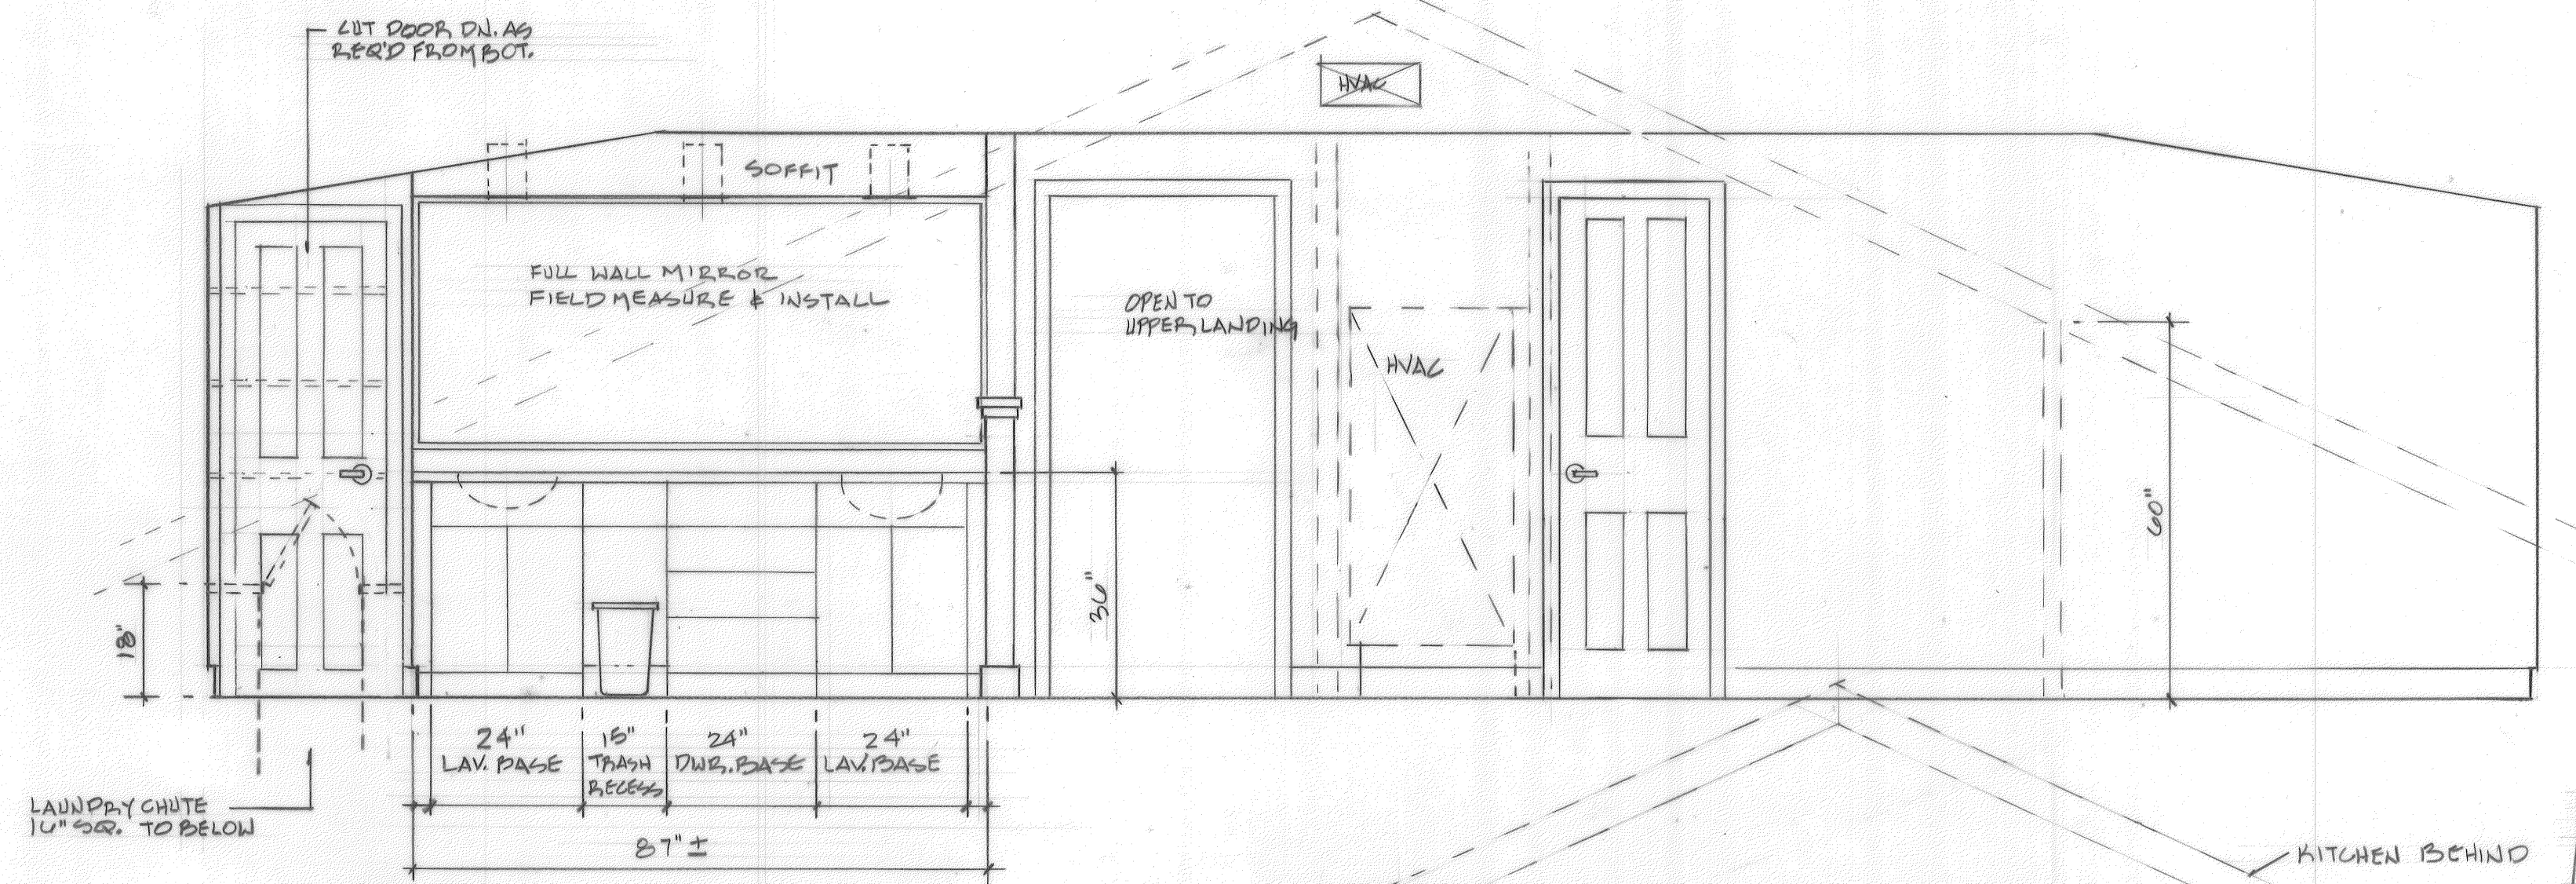 CUT DOOR DN. AS
REQ'D FROM BOT.
HVAC
SOFFIT
FULL WALL MIRROR
FIELD MEASURE & INSTALL
OPEN TO
UPPER LANDING
HVAC
60"
36"
18"
24"
LAV. BASE
15"
TRASH
RECESS
24"
DWR. BASE
24"
LAV. BASE
LAUNDRY CHUTE
16" SQ. TO BELOW
87" ±
KITCHEN BEHIND